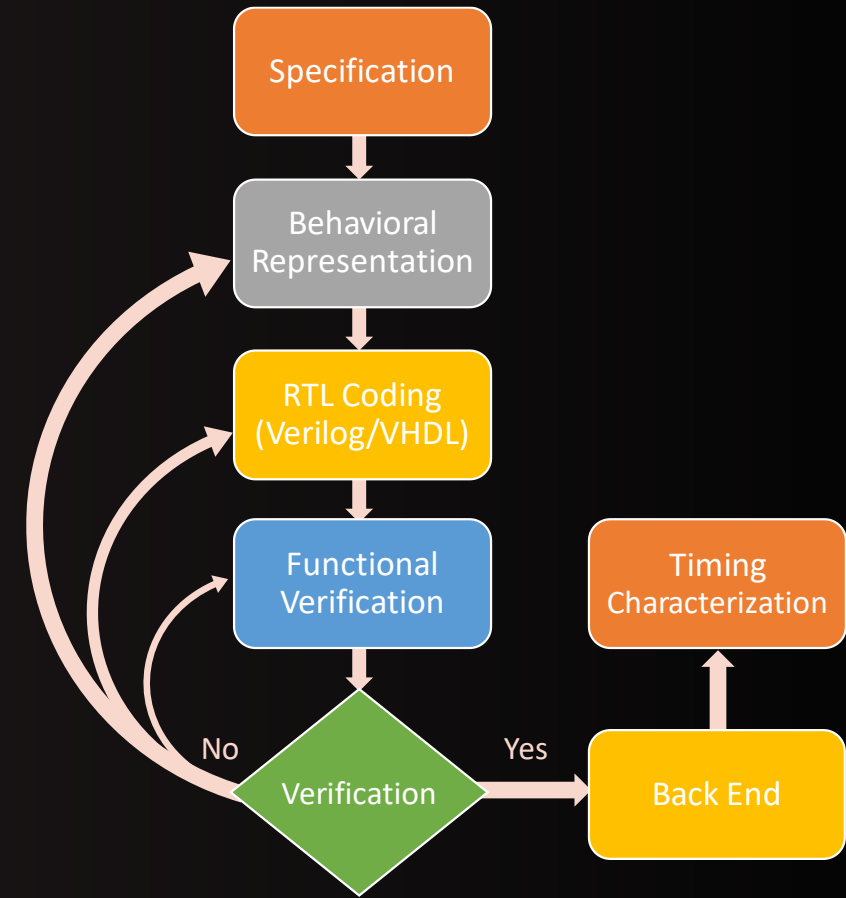 Specification
Behavioral
Representation
RTL Coding
(Verilog/VHDL)
Functional
Verification
Timing
Characterization
No
Verification
Yes
Back End